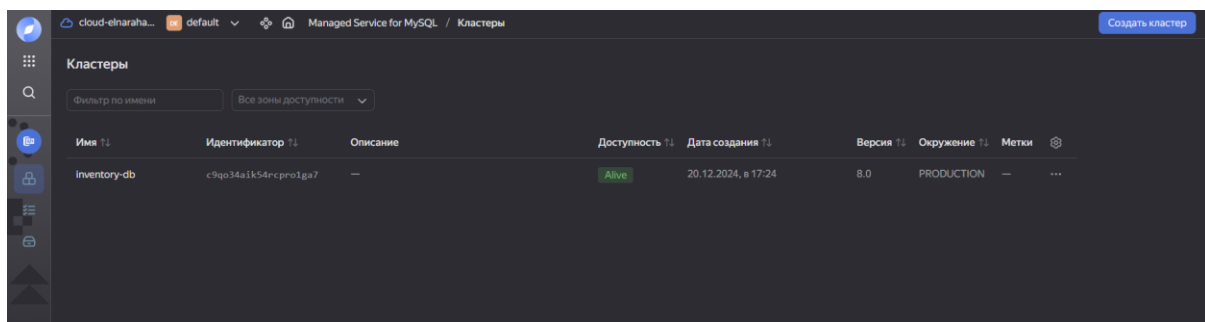 cloud-elnaraha... DE default Managed Service for MySQL / Кластеры Создать кластер
Кластеры
Фильтр по имени Все зоны доступности
Имя Идентификатор Описание Доступность Дата создания Версия Окружение Метки
inventory-db c9qo34aik54rcpro1ga7 — Alive 20.12.2024, в 17:24 8.0 PRODUCTION — ...